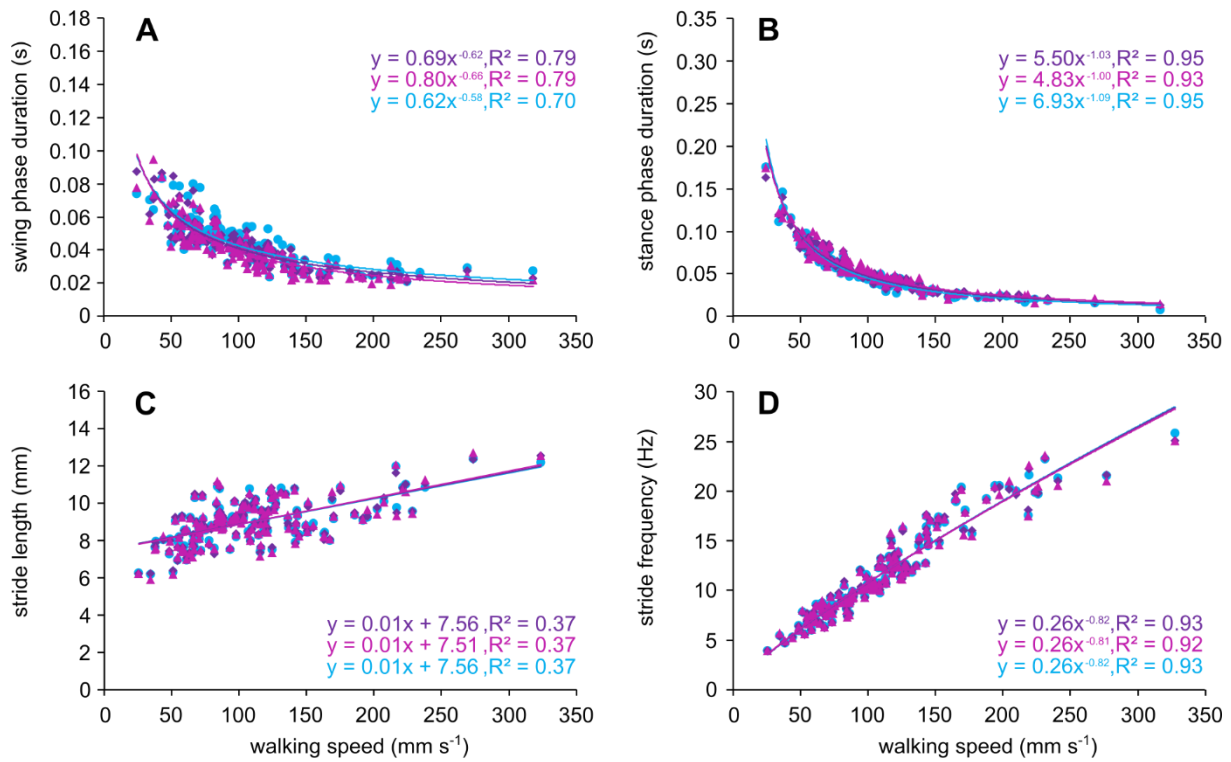 A
swing phase duration (s)
0.18
0.16
0.14
0.12
0.10
0.08
0.06
0.04
0.02
0
y = 0.69x⁻⁰·⁶²,R² = 0.79
y = 0.80x⁻⁰·⁶⁶,R² = 0.79
y = 0.62x⁻⁰·⁵⁸,R² = 0.70
0 50 100 150 200 250 300 350
B
stance phase duration (s)
0.35
0.30
0.25
0.20
0.15
0.10
0.05
0
y = 5.50x⁻¹·⁰³,R² = 0.95
y = 4.83x⁻¹·⁰⁰,R² = 0.93
y = 6.93x⁻¹·⁰⁹,R² = 0.95
0 50 100 150 200 250 300 350
C
stride length (mm)
16
14
12
10
8
6
4
2
0
y = 0.01x + 7.56 ,R² = 0.37
y = 0.01x + 7.51 ,R² = 0.37
y = 0.01x + 7.56 ,R² = 0.37
0 50 100 150 200 250 300 350
walking speed (mm s⁻¹)
D
stride frequency (Hz)
30
25
20
15
10
5
0
y = 0.26x⁻⁰·⁸²,R² = 0.93
y = 0.26x⁻⁰·⁸¹,R² = 0.92
y = 0.26x⁻⁰·⁸²,R² = 0.93
0 50 100 150 200 250 300 350
walking speed (mm s⁻¹)